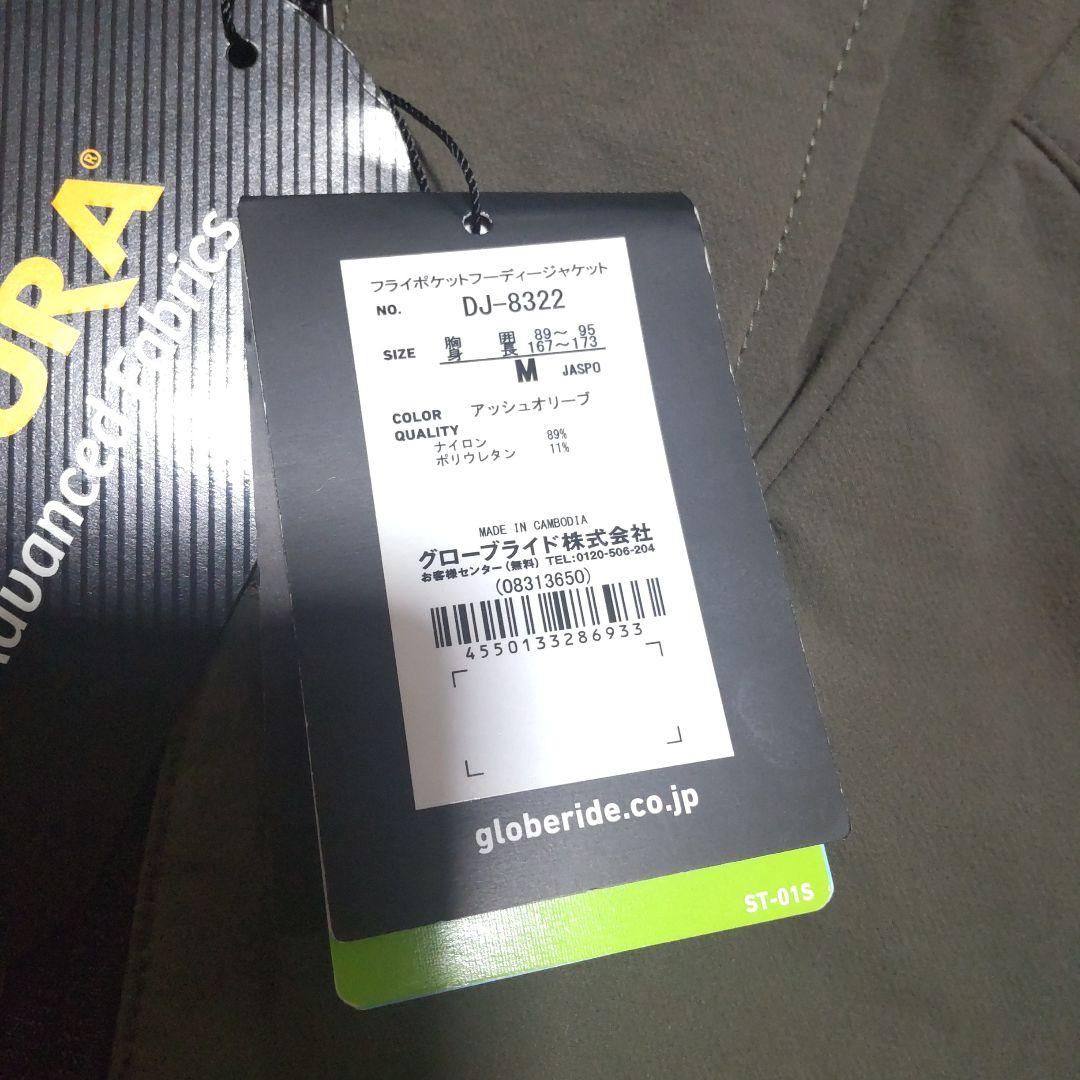 URA®
Advanced Fabrics
フライポケットフーディージャケット
NO. DJ-8322
SIZE 胸囲 89～ 95
身長 167～173
M JASPO
COLOR アッシュオリーブ
QUALITY
ナイロン 89%
ポリウレタン 11%
MADE IN CAMBODIA
グローブライド株式会社
お客様センター(無料) TEL:0120-506-204
(08313650)
4550133286933
globeride.co.jp
ST-01S